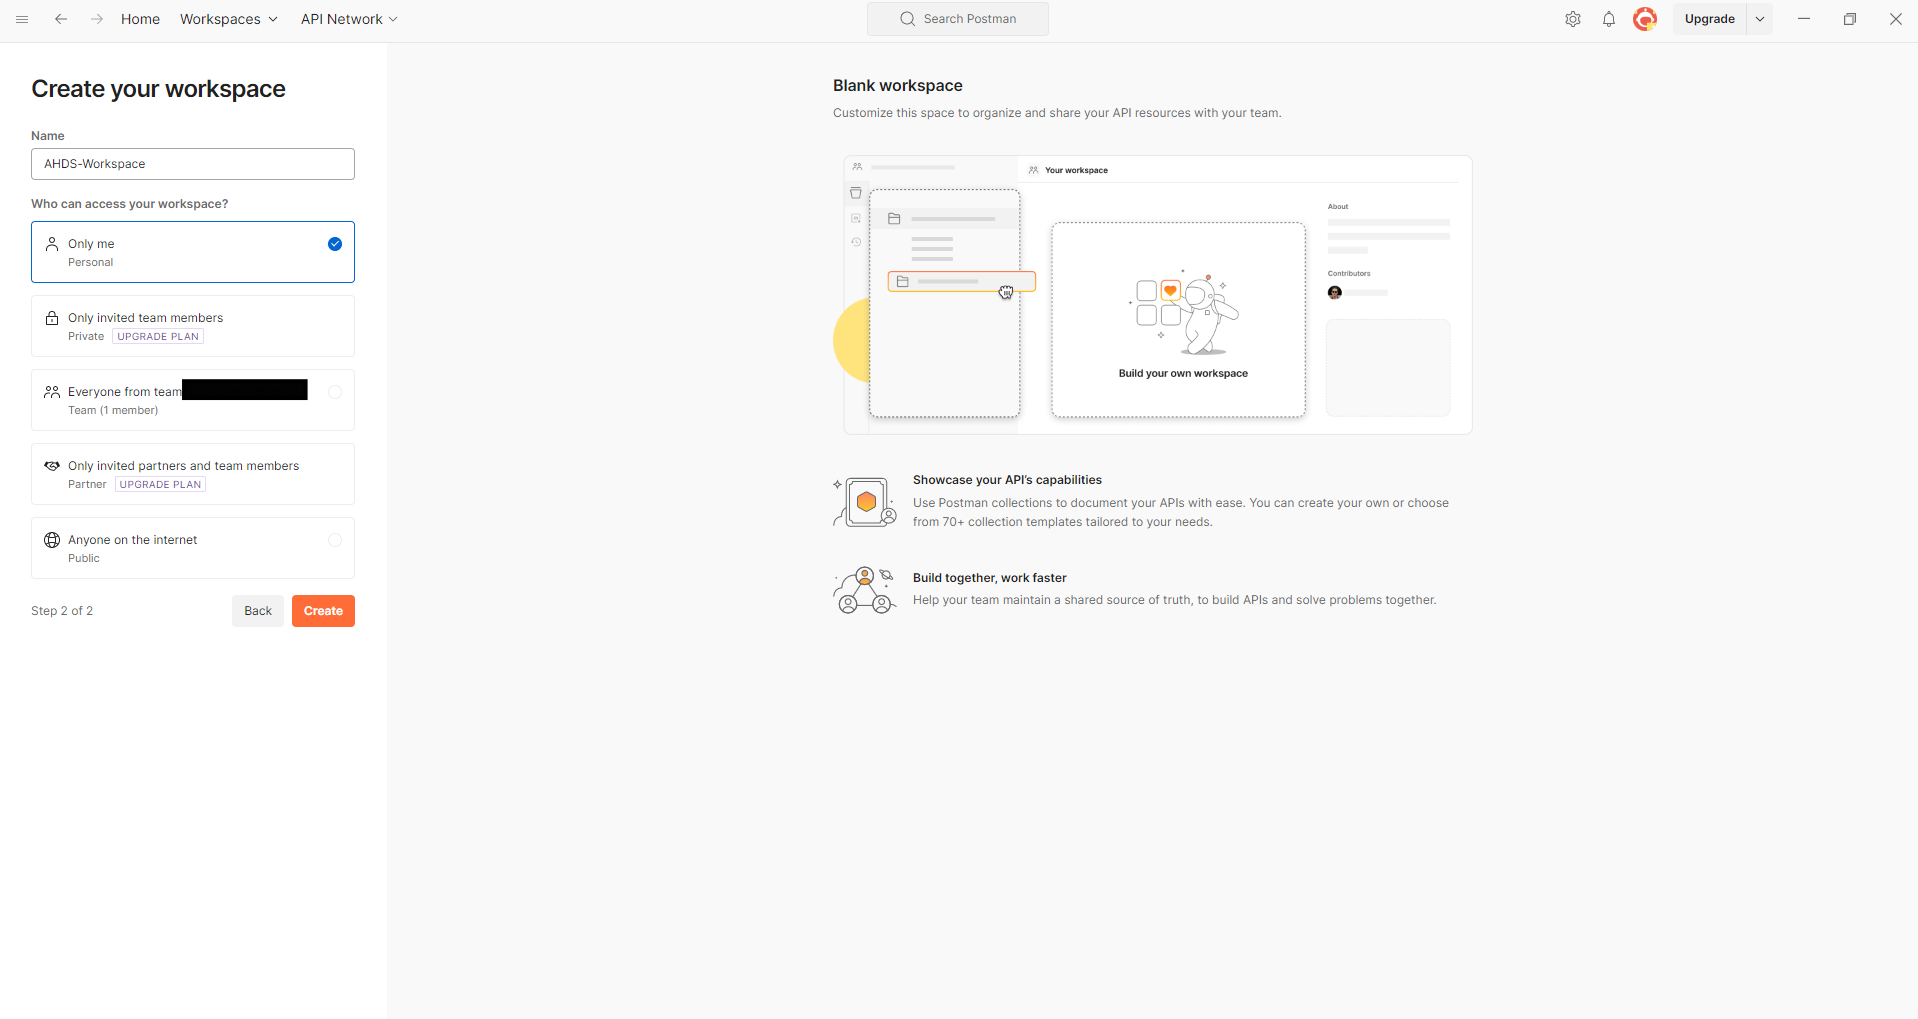 Home Workspaces API Network Search Postman Upgrade
Create your workspace
Name
AHDS-Workspace
Who can access your workspace?
Only me
Personal
Only invited team members
Private UPGRADE PLAN
Everyone from team
Team (1 member)
Only invited partners and team members
Partner UPGRADE PLAN
Anyone on the internet
Public
Step 2 of 2 Back Create
Blank workspace
Customize this space to organize and share your API resources with your team.
Your workspace
About
Contributors
Build your own workspace
Showcase your API's capabilities
Use Postman collections to document your APIs with ease. You can create your own or choose
from 70+ collection templates tailored to your needs.
Build together, work faster
Help your team maintain a shared source of truth, to build APIs and solve problems together.